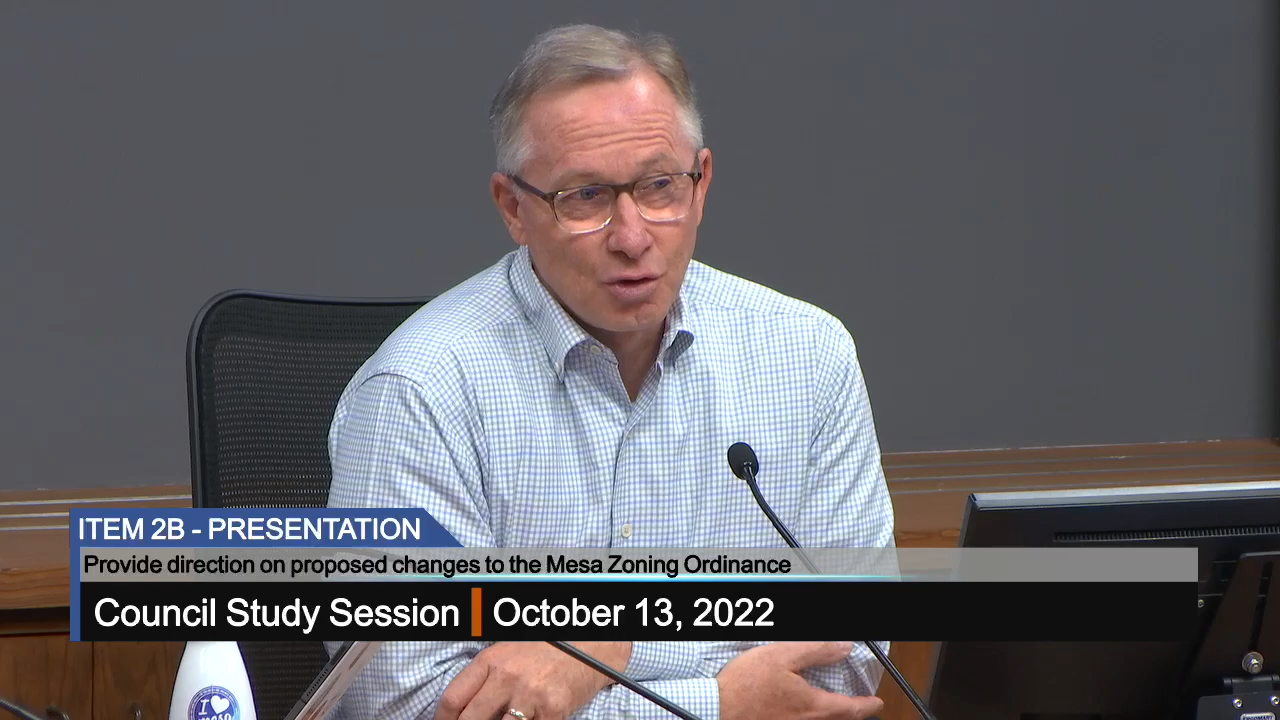 ITEM 2B - PRESENTATION
Provide direction on proposed changes to the Mesa Zoning Ordinance
Council Study Session
October 13, 2022
I
mesa